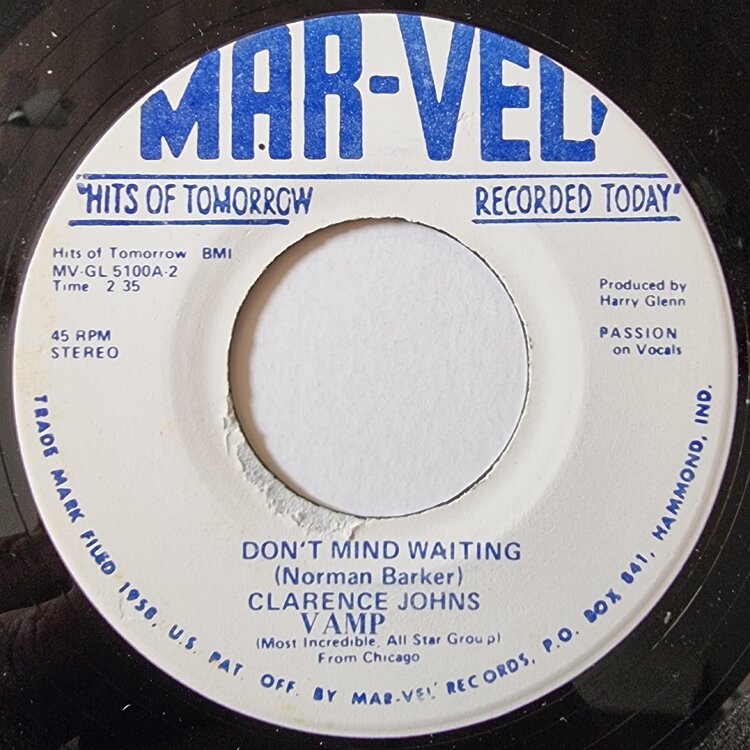 MAR-VEL'
"HITS OF TOMORROW RECORDED TODAY"
Hits of Tomorrow BMI
MV-GL 5100A-2
Time 2 35
45 RPM
STEREO
Produced by
Harry Glenn
PASSION
on Vocals
DON'T MIND WAITING
(Norman Barker)
CLARENCE JOHNS
VAMP
(Most Incredible, All Star Group)
From Chicago
TRADE MARK FILED 1958, U.S. PAT. OFF. BY MAR-VEL' RECORDS, P.O. BOX 841, HAMMOND, IND.